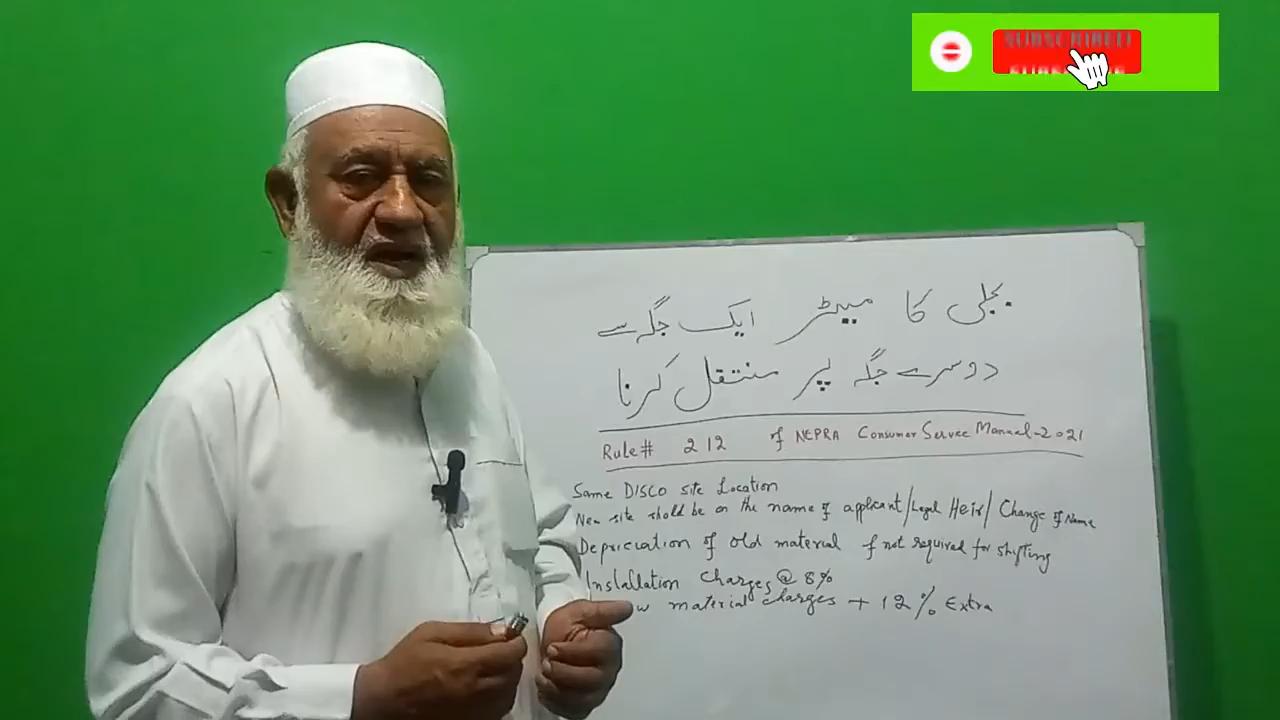 بجلی کا میٹر ایک جگہ سے
دوسرے جگہ پر منتقل کرنا
Rule# 212 of NEPRA Consumer Service Manual-2021
Same DISCO site Location
New site should be on the name of applicant/Legal Heir/ Change of Name
Depriciation of old material if not required for shifting
Installation Charges @ 8%
material charges + 12% Extra